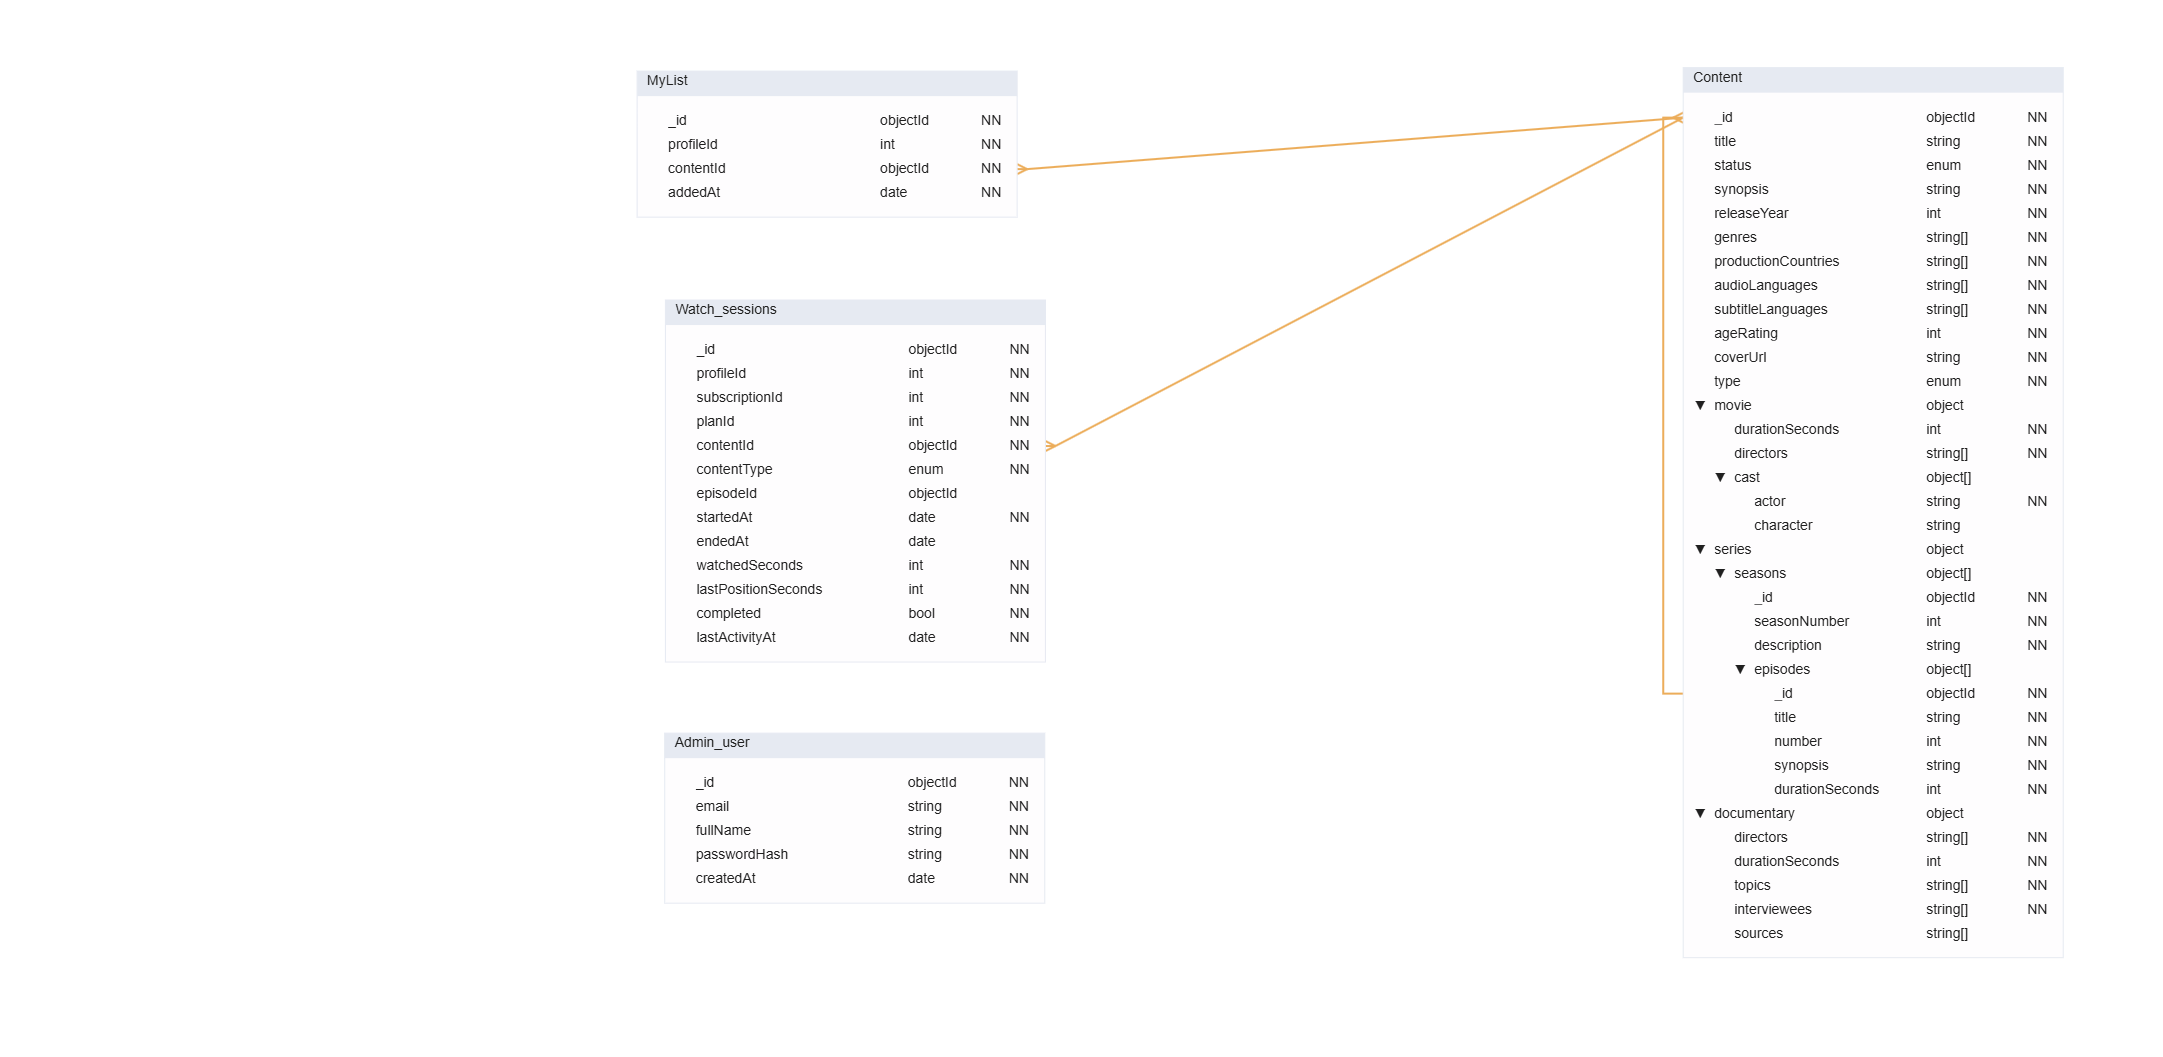 MyList
_id objectId NN
profileId int NN
contentId objectId NN
addedAt date NN
Watch_sessions
_id objectId NN
profileId int NN
subscriptionId int NN
planId int NN
contentId objectId NN
contentType enum NN
episodeId objectId
startedAt date NN
endedAt date
watchedSeconds int NN
lastPositionSeconds int NN
completed bool NN
lastActivityAt date NN
Admin_user
_id objectId NN
email string NN
fullName string NN
passwordHash string NN
createdAt date NN
Content
_id objectId NN
title string NN
status enum NN
synopsis string NN
releaseYear int NN
genres string[] NN
productionCountries string[] NN
audioLanguages string[] NN
subtitleLanguages string[] NN
ageRating int NN
coverUrl string NN
type enum NN
movie object
durationSeconds int NN
directors string[] NN
cast object[]
actor string NN
character string
series object
seasons object[]
_id objectId NN
seasonNumber int NN
description string NN
episodes object[]
_id objectId NN
title string NN
number int NN
synopsis string NN
durationSeconds int NN
documentary object
directors string[] NN
durationSeconds int NN
topics string[] NN
interviewees string[] NN
sources string[]